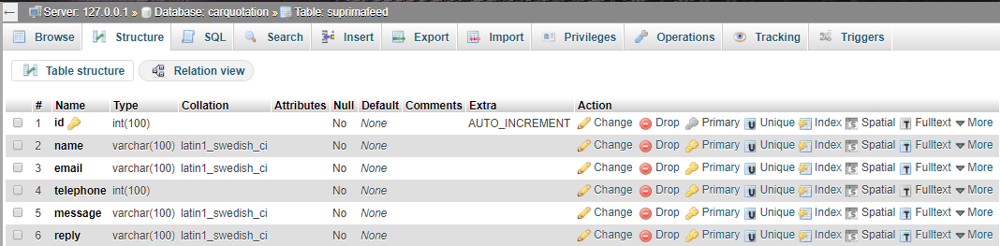 Server: 127.0.0.1 » Database: carquotation » Table: suprimafeed
Browse Structure SQL Search Insert Export Import Privileges Operations Tracking Triggers
Table structure Relation view
# Name Type Collation Attributes Null Default Comments Extra Action
1 id int(100) No None AUTO_INCREMENT Change Drop Primary Unique Index Spatial Fulltext More
2 name varchar(100) latin1_swedish_ci No None Change Drop Primary Unique Index Spatial Fulltext More
3 email varchar(100) latin1_swedish_ci No None Change Drop Primary Unique Index Spatial Fulltext More
4 telephone int(100) No None Change Drop Primary Unique Index Spatial Fulltext More
5 message varchar(100) latin1_swedish_ci No None Change Drop Primary Unique Index Spatial Fulltext More
6 reply varchar(100) latin1_swedish_ci No None Change Drop Primary Unique Index Spatial Fulltext More